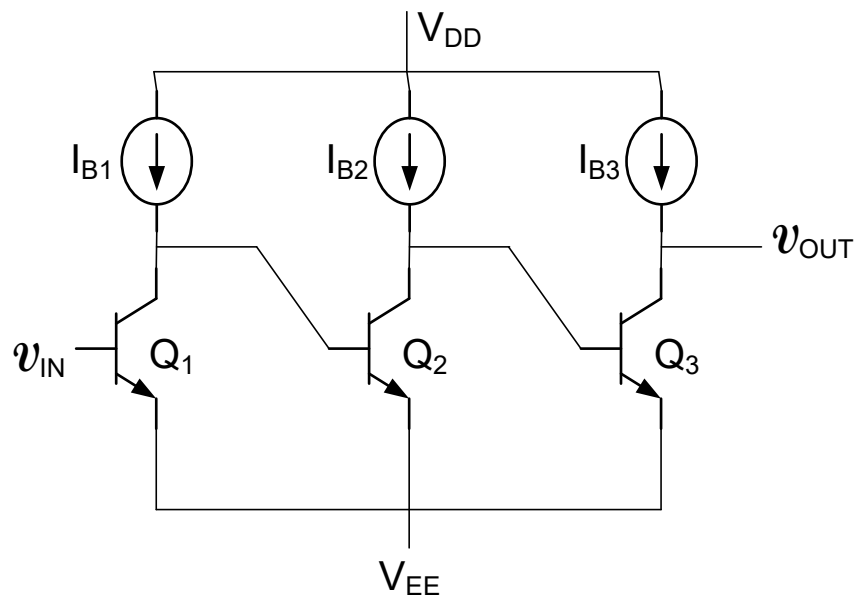 V_DD
I_B1
I_B2
I_B3
v_OUT
v_IN
Q_1
Q_2
Q_3
V_EE